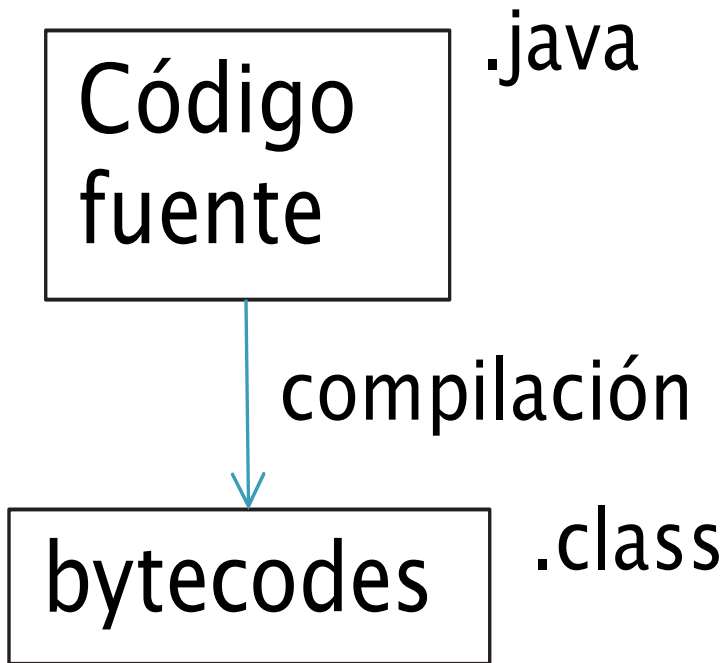 .java
Código
fuente
compilación
.class
bytecodes